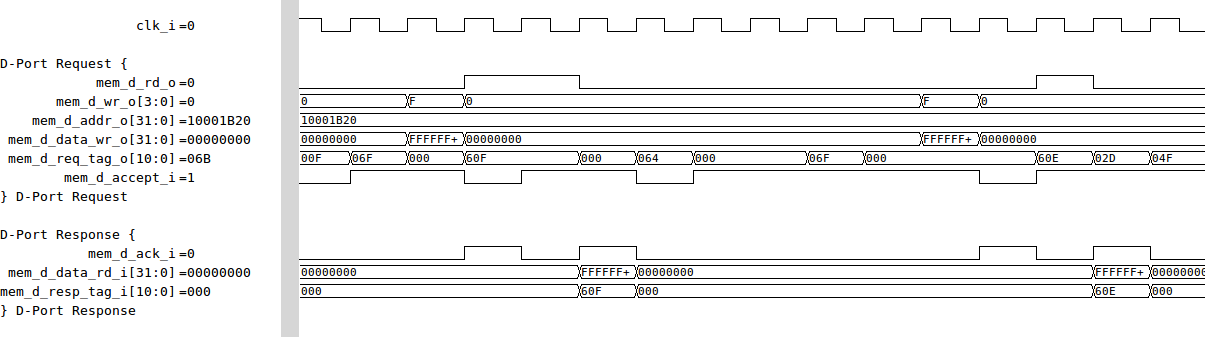 clk_i=0
D-Port Request {
mem_d_rd_o=0
mem_d_wr_o[3:0]=0 0 F 0 F 0
mem_d_addr_o[31:0]=10001B20 10001B20
mem_d_data_wr_o[31:0]=00000000 00000000 FFFFFF+ 00000000 FFFFFF+ 00000000
mem_d_req_tag_o[10:0]=06B 00F 06F 000 60F 000 064 000 06F 000 60E 02D 04F
mem_d_accept_i=1
} D-Port Request
D-Port Response {
mem_d_ack_i=0
mem_d_data_rd_i[31:0]=00000000 00000000 FFFFFF+ 00000000 FFFFFF+ 00000000
mem_d_resp_tag_i[10:0]=000 000 60F 000 60E 000
} D-Port Response